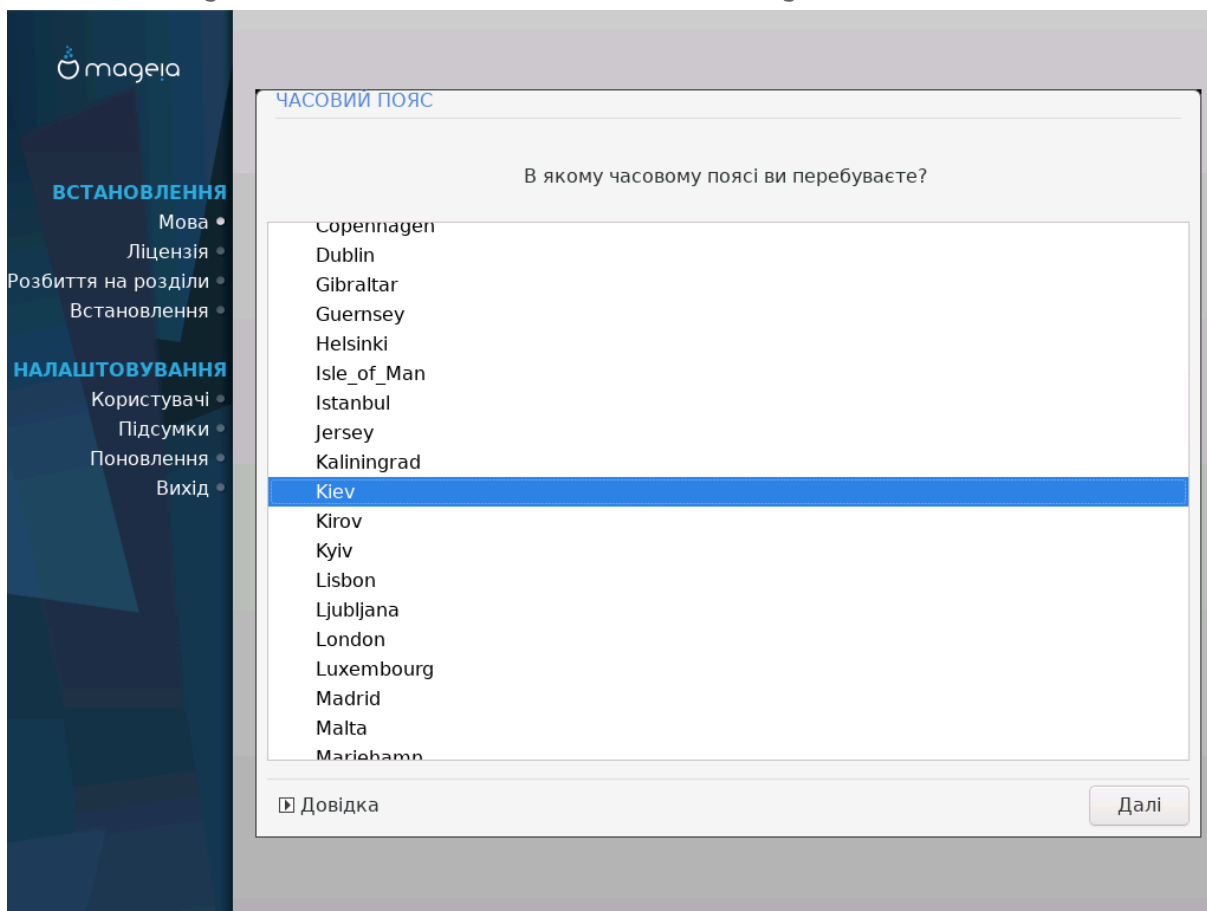 mageia
ВСТАНОВЛЕННЯ
Мова
Ліцензія
Розбиття на розділи
Встановлення
НАЛАШТОВУВАННЯ
Користувачі
Підсумки
Поновлення
Вихід
ЧАСОВИЙ ПОЯС
В якому часовому поясі ви перебуваєте?
Copenhagen
Dublin
Gibraltar
Guernsey
Helsinki
Isle_of_Man
Istanbul
Jersey
Kaliningrad
Kiev
Kirov
Kyiv
Lisbon
Ljubljana
London
Luxembourg
Madrid
Malta
Mariehamn
Довідка
Далі